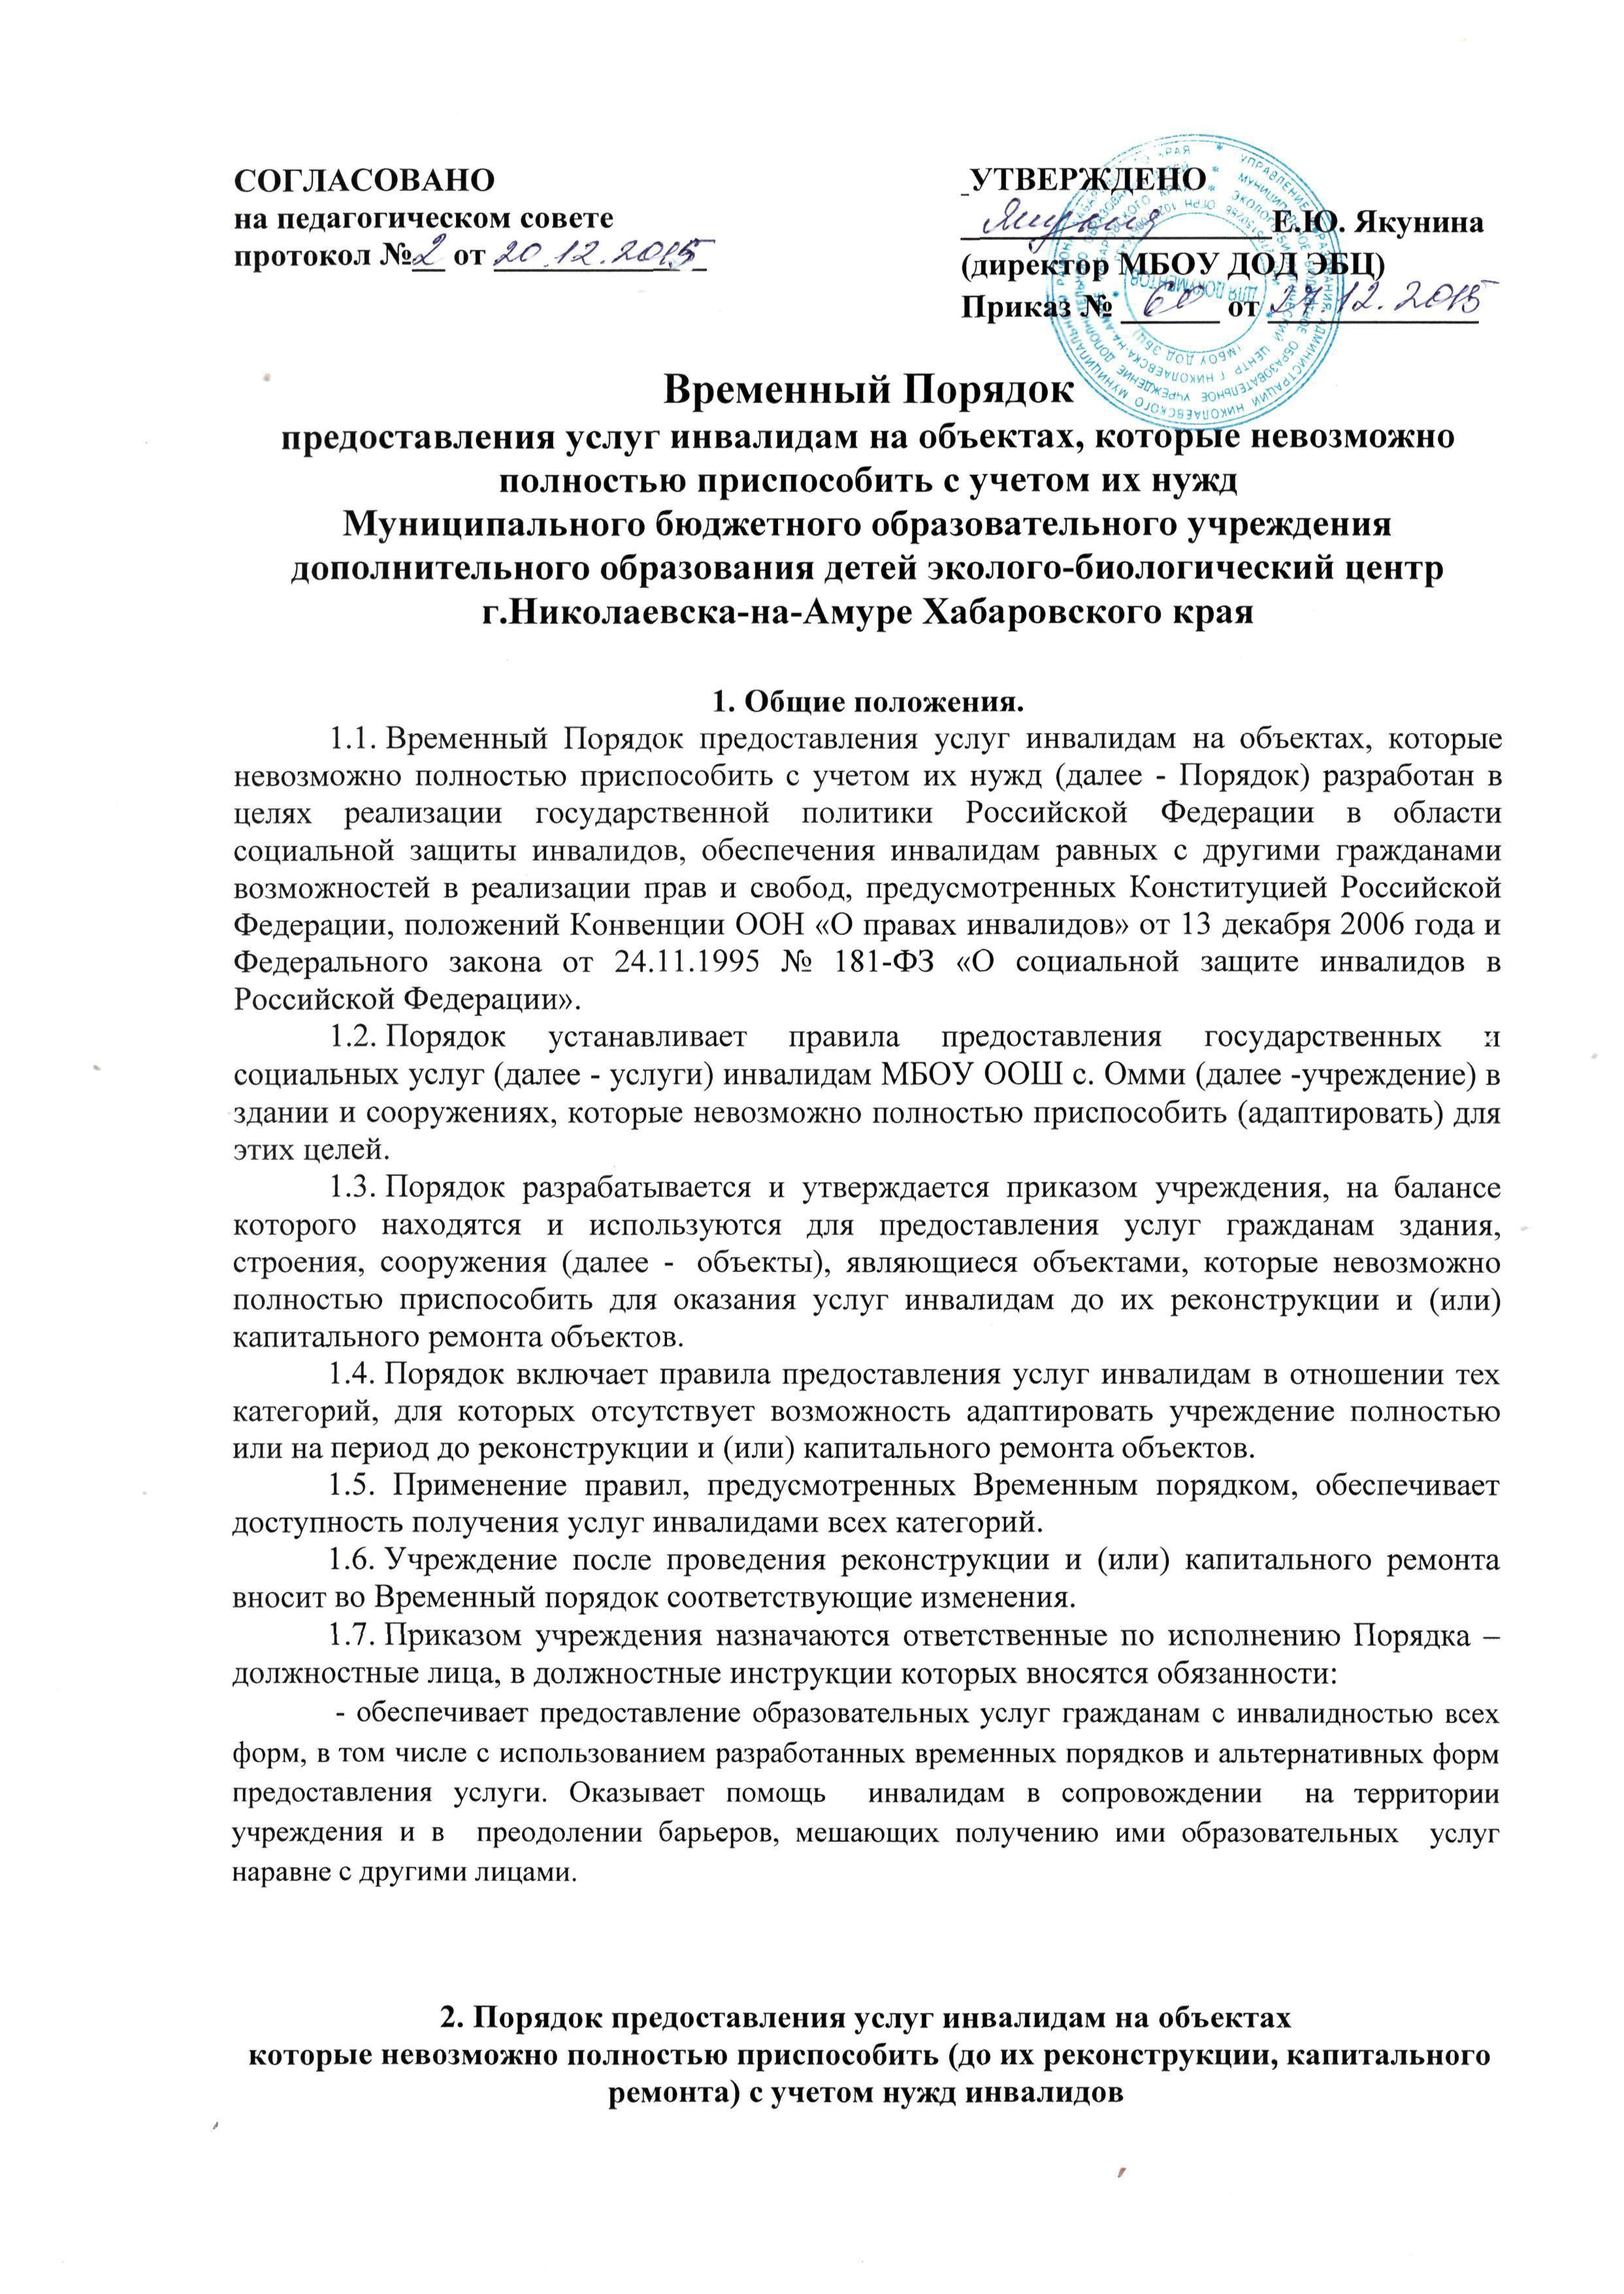 СОГЛАСОВАНО
на педагогическом совете
протокол №2 от 20.12.2015
УТВЕРЖДЕНО
Е.Ю. Якунина
(директор МБОУ ДОД ЭБЦ)
Приказ № 60 от 27.12.2015
ДЛЯ ДОКУМЕНТОВ
(МБОУ ДОД ЭБЦ)
Временный Порядок
предоставления услуг инвалидам на объектах, которые невозможно
полностью приспособить с учетом их нужд
Муниципального бюджетного образовательного учреждения
дополнительного образования детей эколого-биологический центр
г.Николаевска-на-Амуре Хабаровского края
1. Общие положения.
1.1. Временный Порядок предоставления услуг инвалидам на объектах, которые
невозможно полностью приспособить с учетом их нужд (далее - Порядок) разработан в
целях реализации государственной политики Российской Федерации в области
социальной защиты инвалидов, обеспечения инвалидам равных с другими гражданами
возможностей в реализации прав и свобод, предусмотренных Конституцией Российской
Федерации, положений Конвенции ООН «О правах инвалидов» от 13 декабря 2006 года и
Федерального закона от 24.11.1995 № 181-ФЗ «О социальной защите инвалидов в
Российской Федерации».
1.2. Порядок устанавливает правила предоставления государственных и
социальных услуг (далее - услуги) инвалидам МБОУ ООШ с. Омми (далее -учреждение) в
здании и сооружениях, которые невозможно полностью приспособить (адаптировать) для
этих целей.
1.3. Порядок разрабатывается и утверждается приказом учреждения, на балансе
которого находятся и используются для предоставления услуг гражданам здания,
строения, сооружения (далее - объекты), являющиеся объектами, которые невозможно
полностью приспособить для оказания услуг инвалидам до их реконструкции и (или)
капитального ремонта объектов.
1.4. Порядок включает правила предоставления услуг инвалидам в отношении тех
категорий, для которых отсутствует возможность адаптировать учреждение полностью
или на период до реконструкции и (или) капитального ремонта объектов.
1.5. Применение правил, предусмотренных Временным порядком, обеспечивает
доступность получения услуг инвалидами всех категорий.
1.6. Учреждение после проведения реконструкции и (или) капитального ремонта
вносит во Временный порядок соответствующие изменения.
1.7. Приказом учреждения назначаются ответственные по исполнению Порядка –
должностные лица, в должностные инструкции которых вносятся обязанности:
- обеспечивает предоставление образовательных услуг гражданам с инвалидностью всех
форм, в том числе с использованием разработанных временных порядков и альтернативных форм
предоставления услуги. Оказывает помощь инвалидам в сопровождении на территории
учреждения и в преодолении барьеров, мешающих получению ими образовательных услуг
наравне с другими лицами.
2. Порядок предоставления услуг инвалидам на объектах
которые невозможно полностью приспособить (до их реконструкции, капитального
ремонта) с учетом нужд инвалидов